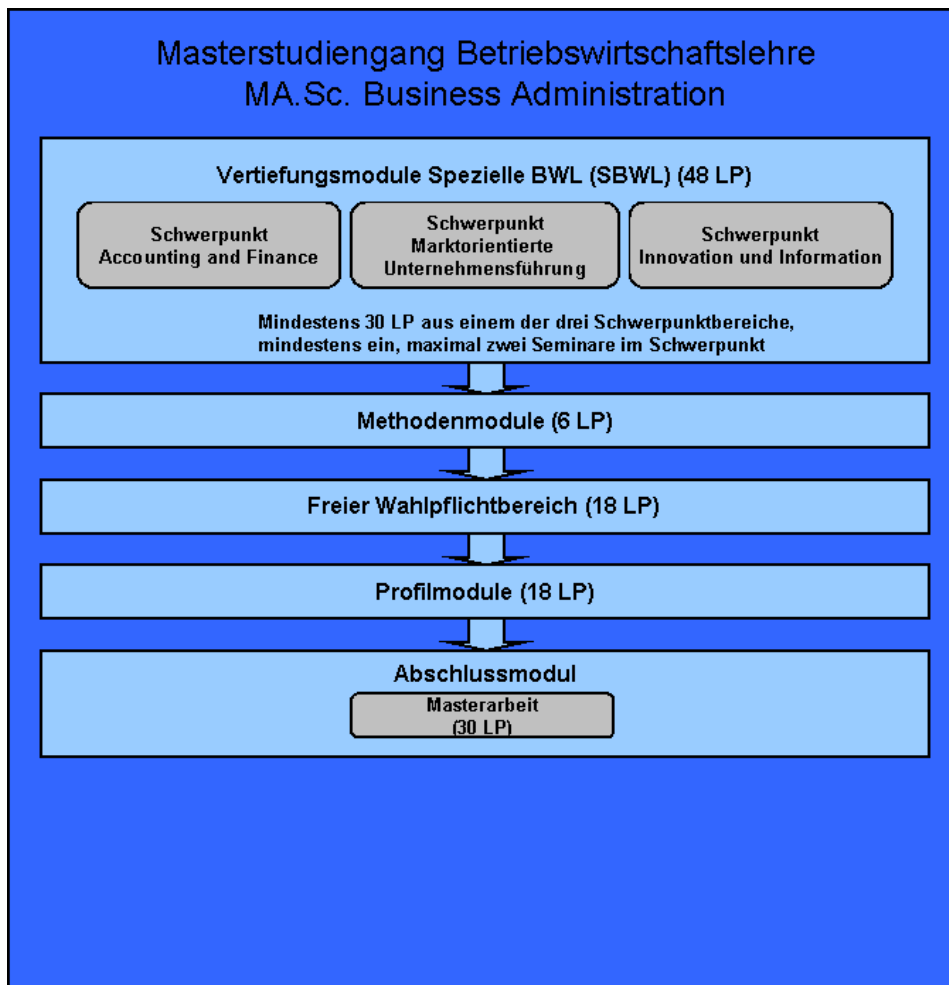 Masterstudiengang Betriebswirtschaftslehre
MA.Sc. Business Administration
Vertiefungsmodule Spezielle BWL (SBWL) (48 LP)
Schwerpunkt
Accounting and Finance
Schwerpunkt
Marktorientierte
Unternehmensführung
Schwerpunkt
Innovation und Information
Mindestens 30 LP aus einem der drei Schwerpunktbereiche,
mindestens ein, maximal zwei Seminare im Schwerpunkt
Methodenmodule (6 LP)
Freier Wahlpflichtbereich (18 LP)
Profilmodule (18 LP)
Abschlussmodul
Masterarbeit
(30 LP)